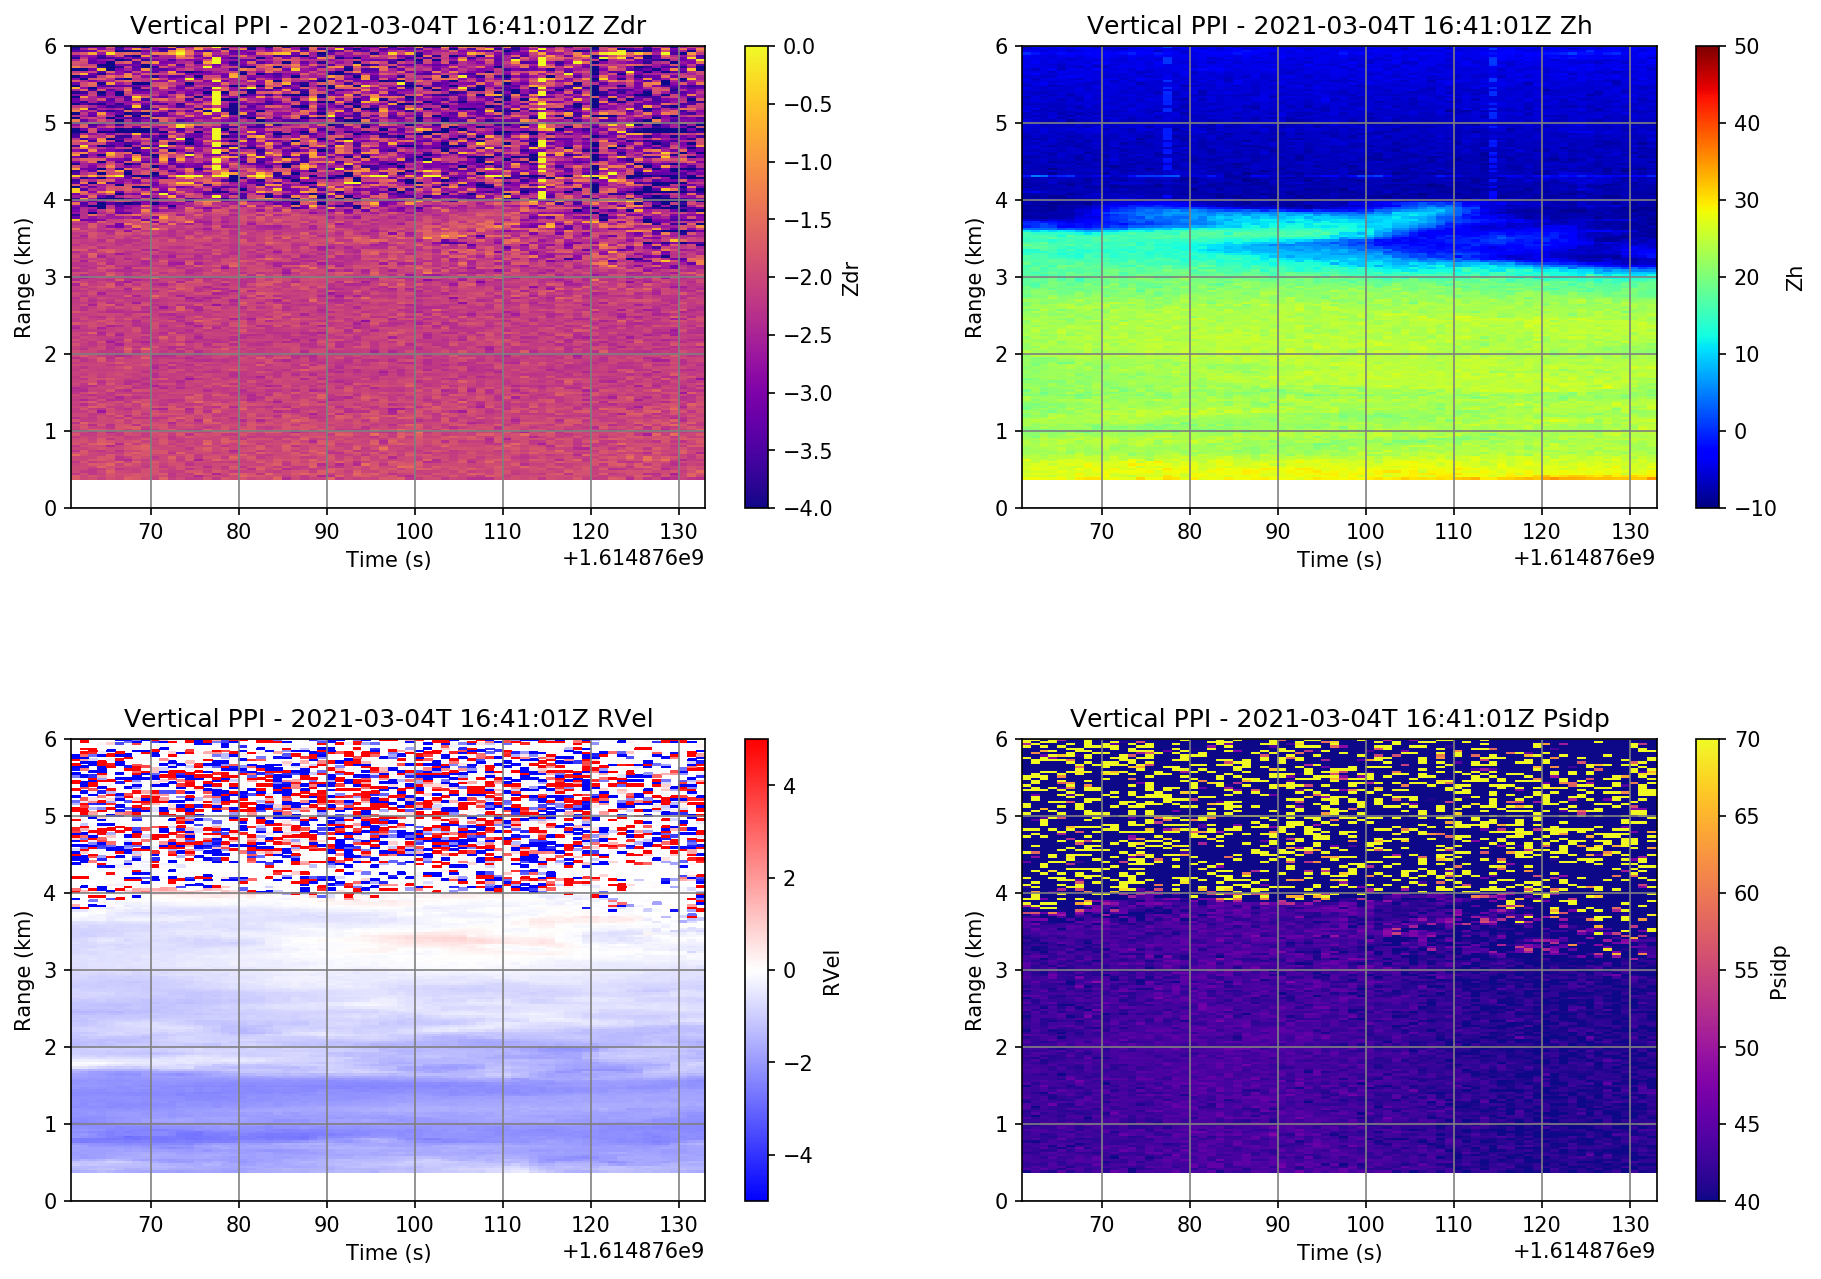 Vertical PPI - 2021-03-04T 16:41:01Z Zdr
6
5
4
3
2
1
0
Range (km)
70 80 90 100 110 120 130
Time (s)
+1.614876e9
0.0
−0.5
−1.0
−1.5
−2.0
−2.5
−3.0
−3.5
−4.0
Zdr
Vertical PPI - 2021-03-04T 16:41:01Z Zh
6
5
4
3
2
1
0
Range (km)
70 80 90 100 110 120 130
Time (s)
+1.614876e9
50
40
30
20
10
0
−10
Zh
Vertical PPI - 2021-03-04T 16:41:01Z RVel
6
5
4
3
2
1
0
Range (km)
70 80 90 100 110 120 130
Time (s)
+1.614876e9
4
2
0
−2
−4
RVel
Vertical PPI - 2021-03-04T 16:41:01Z Psidp
6
5
4
3
2
1
0
Range (km)
70 80 90 100 110 120 130
Time (s)
+1.614876e9
70
65
60
55
50
45
40
Psidp